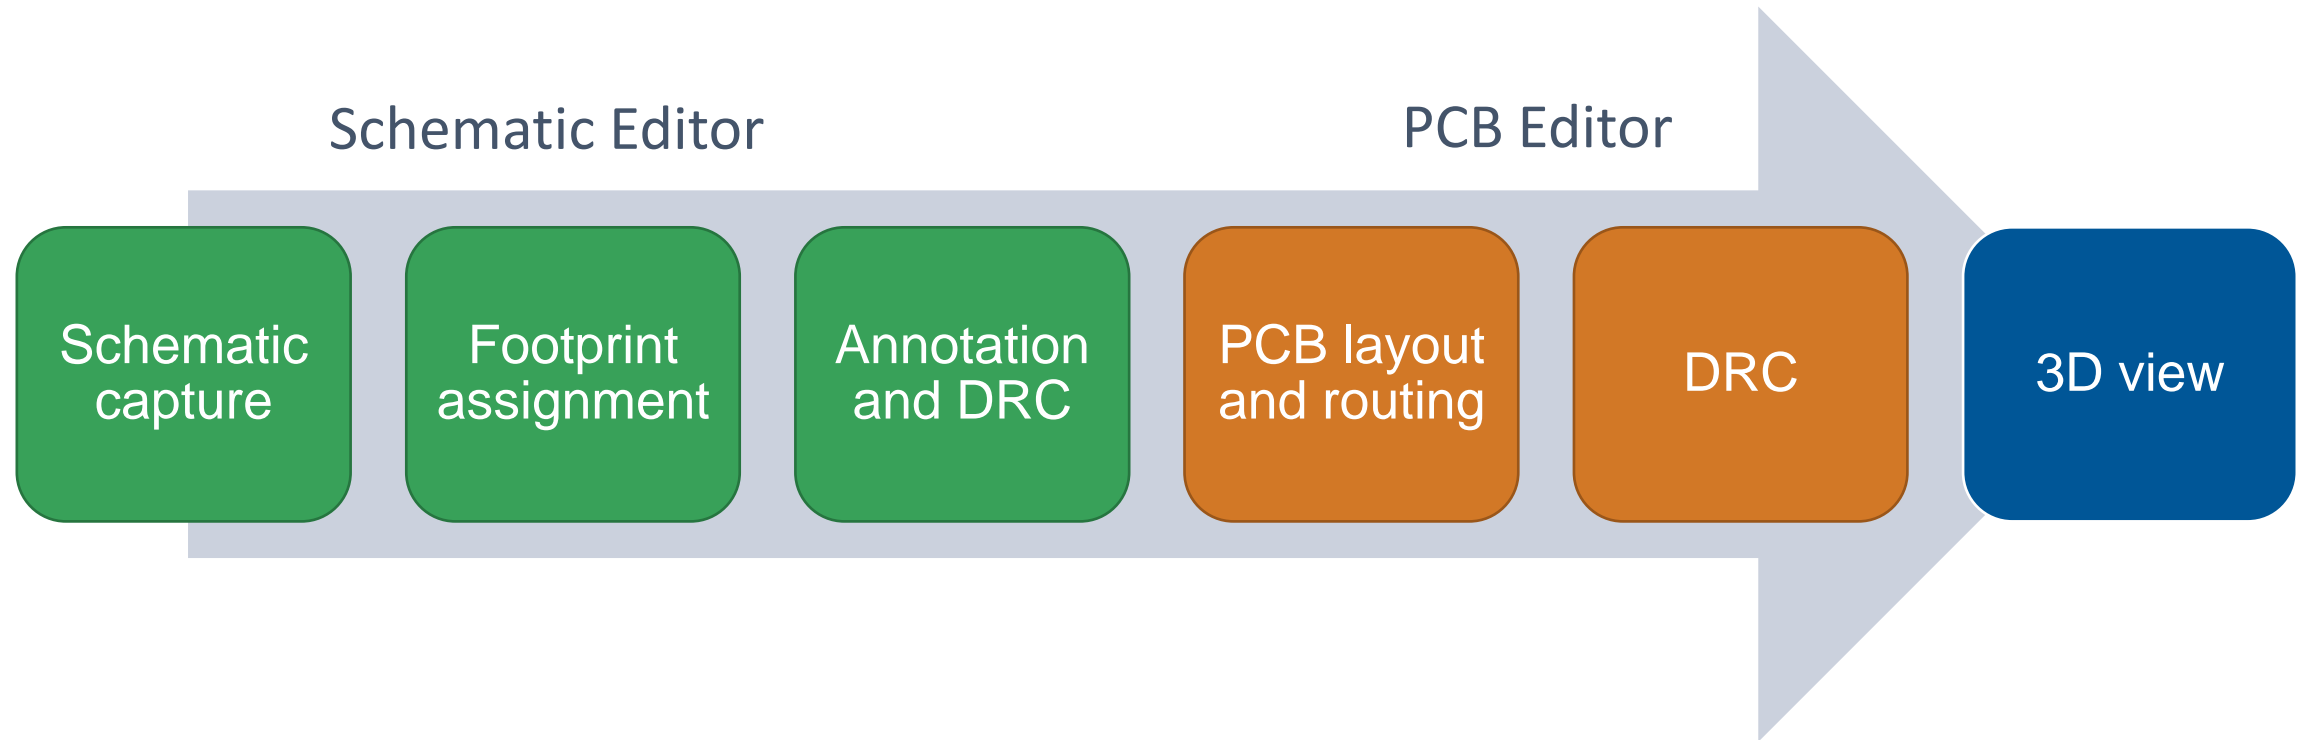 Schematic Editor
PCB Editor
Schematic
capture
Footprint
assignment
Annotation
and DRC
PCB layout
and routing
DRC
3D view